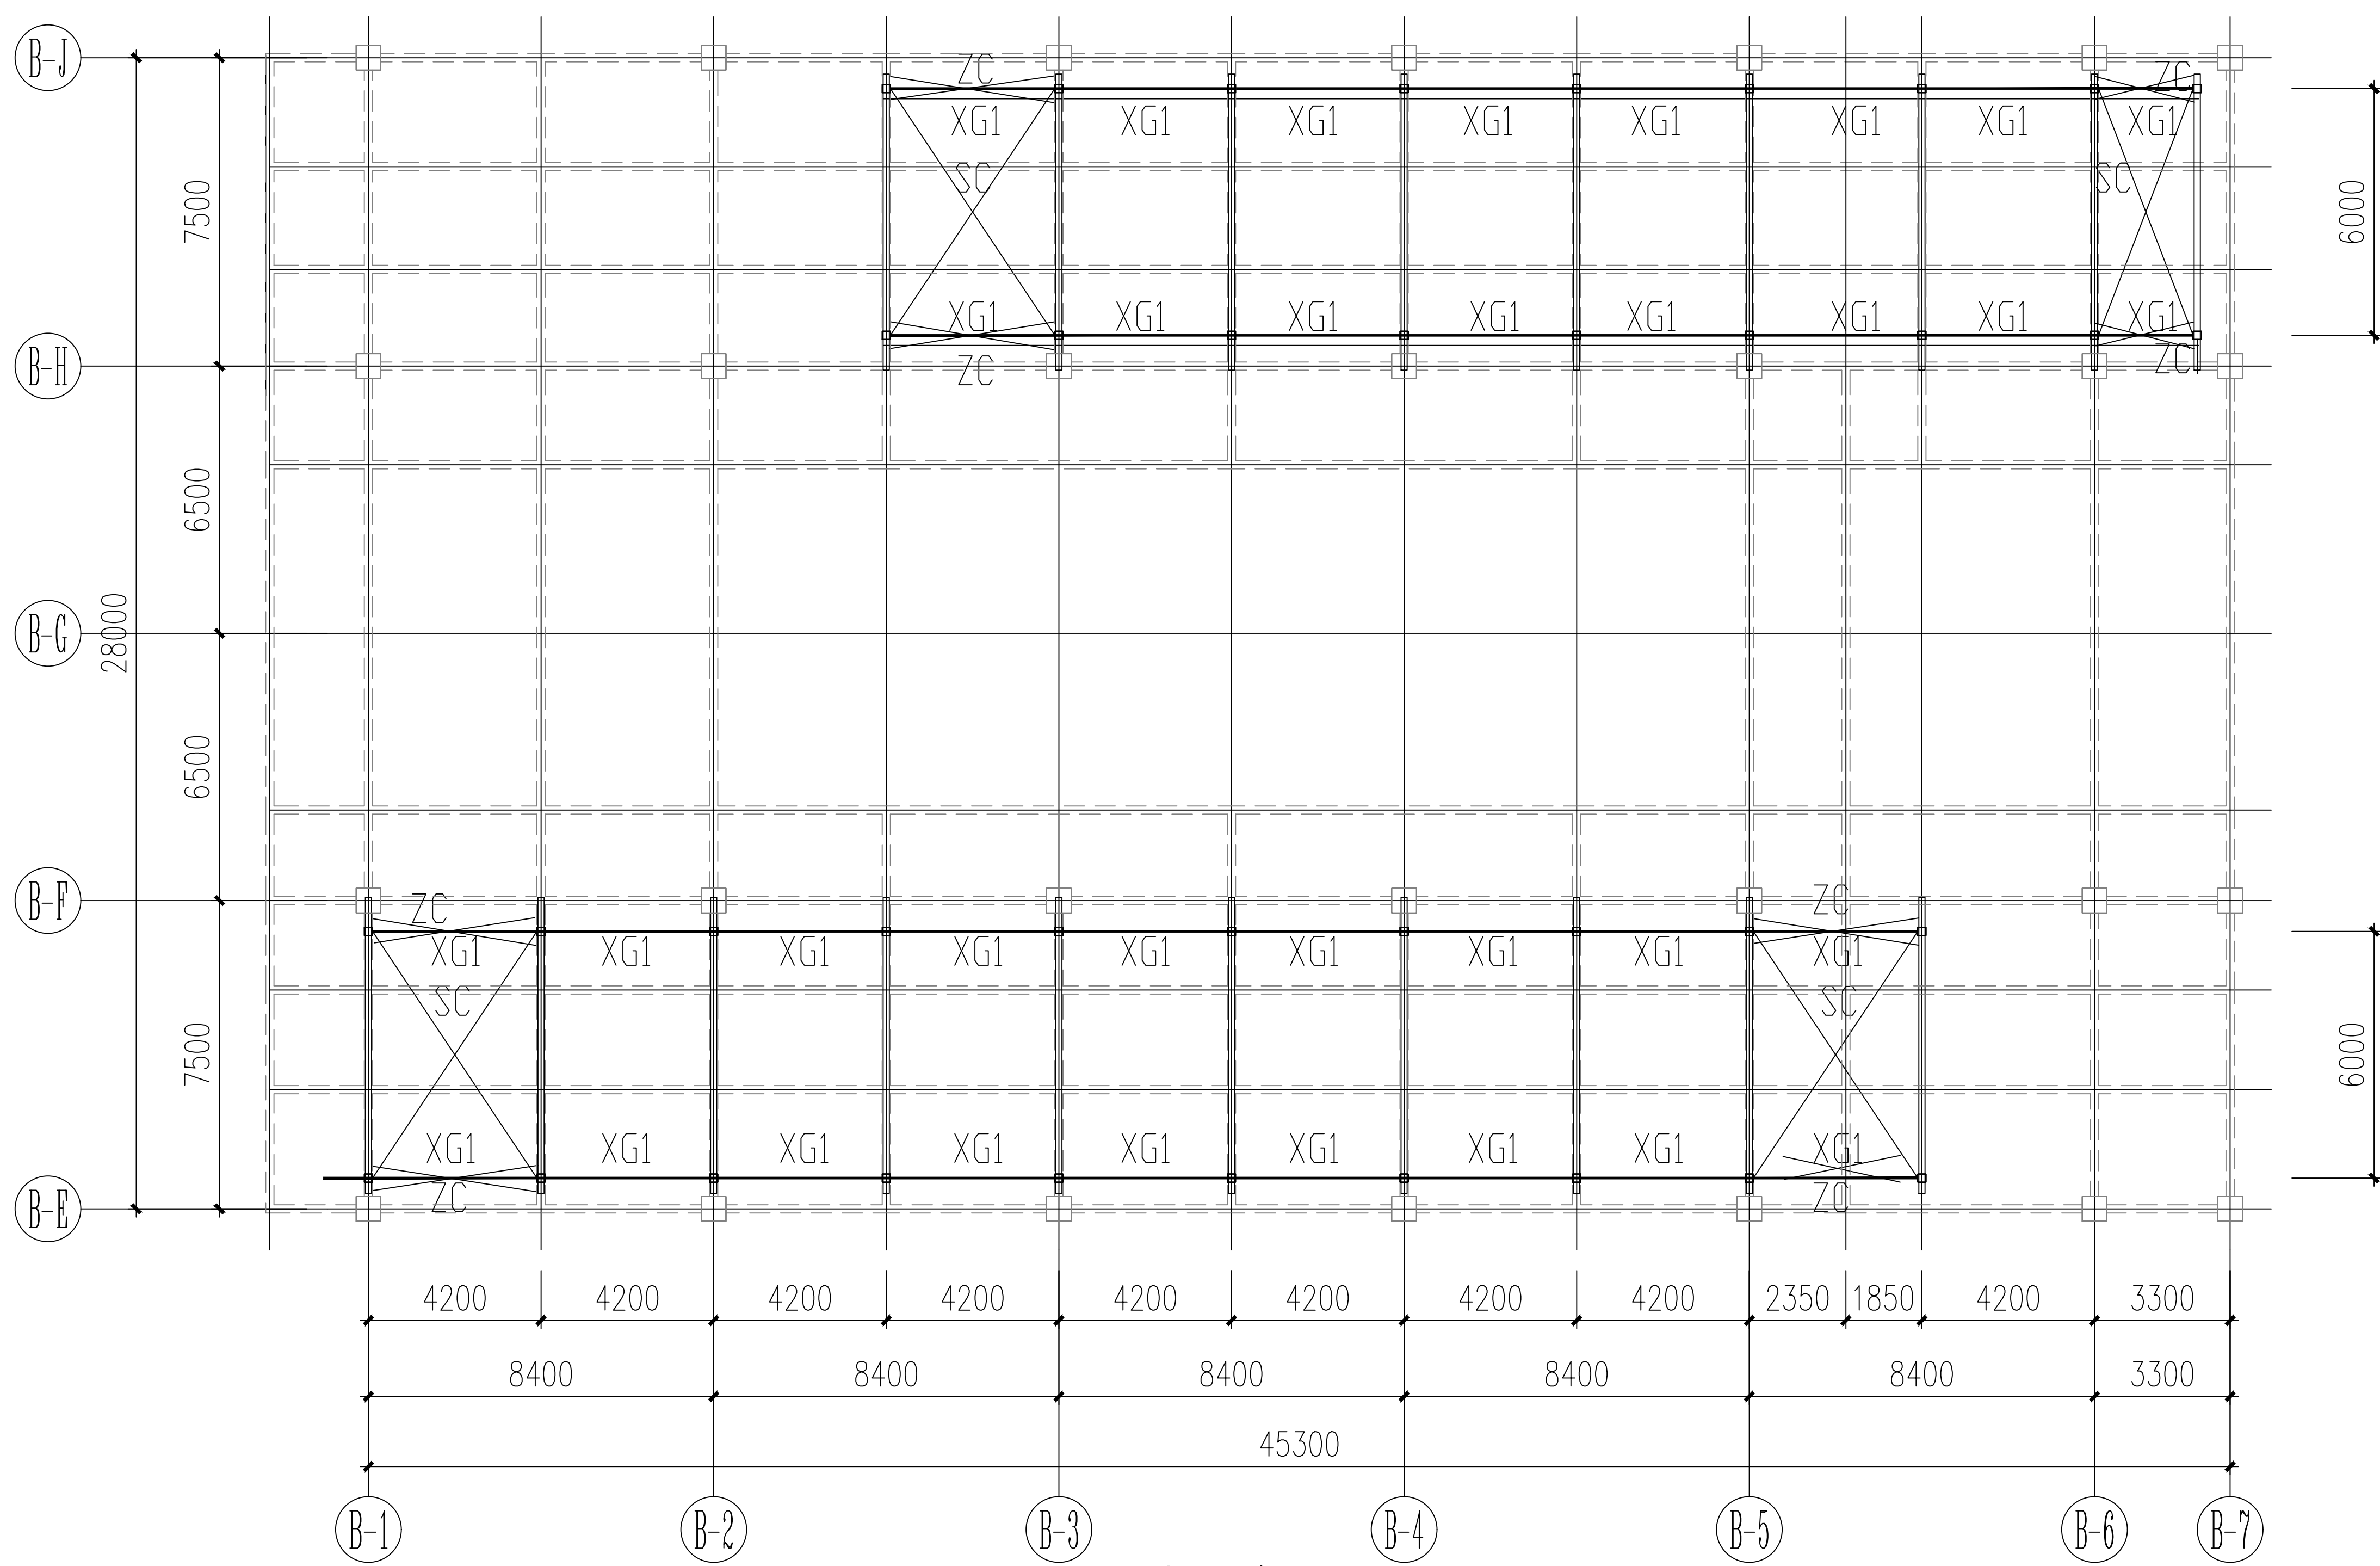 B-J
ZC ZC
XG1 XG1 XG1 XG1 XG1 XG1 XG1 XG1
SC SC
7500 6000
XG1 XG1 XG1 XG1 XG1 XG1 XG1 XG1
B-H
ZC ZC
6500
28000
B-G
6500
B-F
ZC ZC
XG1 XG1 XG1 XG1 XG1 XG1 XG1 XG1 XG1
SC SC
7500 6000
XG1 XG1 XG1 XG1 XG1 XG1 XG1 XG1 XG1
ZC ZC
B-E
4200 4200 4200 4200 4200 4200 4200 4200 2350 1850 4200 3300
8400 8400 8400 8400 8400 3300
45300
B-1 B-2 B-3 B-4 B-5 B-6 B-7